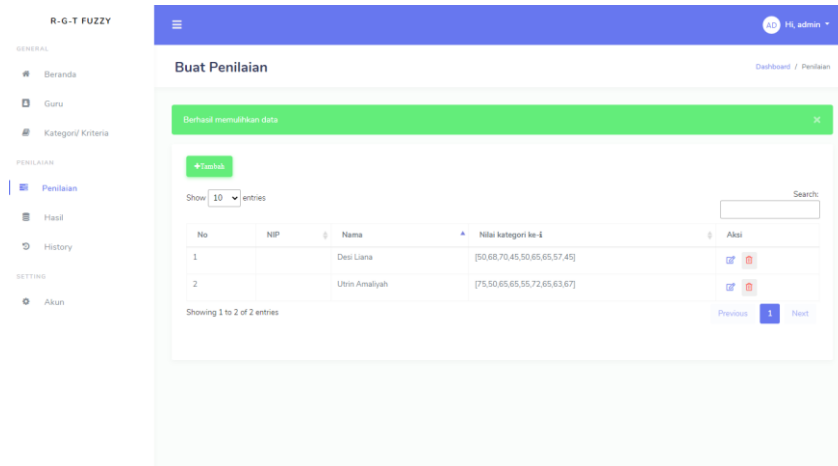 R-G-T FUZZY
AD Hi, admin
GENERAL
Beranda
Guru
Kategori/ Kriteria
PENILAIAN
Penilaian
Hasil
History
SETTING
Akun
Buat Penilaian
Dashboard / Penilaian
Berhasil memulihkan data ×
+Tambah
Show 10 entries
Search:
No NIP Nama Nilai kategori ke-i Aksi
1 Desi Liana [50,68,70,45,50,65,65,57,45]
2 Utrin Amaliyah [75,50,65,65,55,72,65,63,67]
Showing 1 to 2 of 2 entries
Previous 1 Next